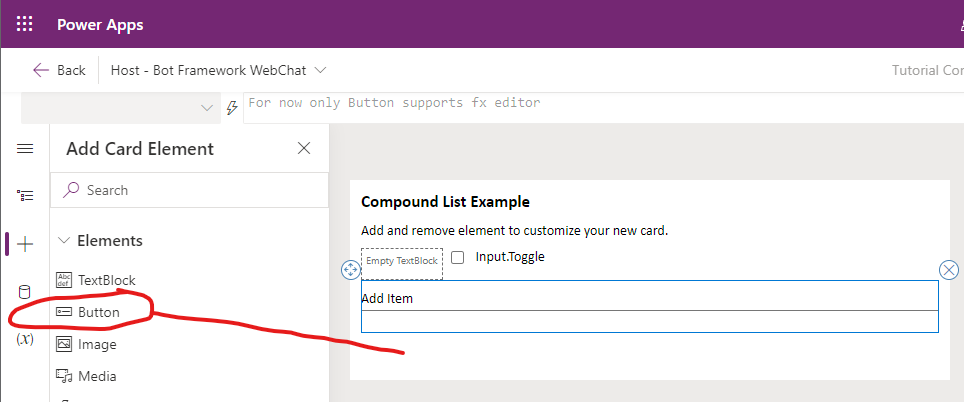 Power Apps
Back
Host - Bot Framework WebChat
Tutorial Cor
For now only Button supports fx editor
Add Card Element
Search
Elements
Abc
def
TextBlock
Button
(x)
Image
Media
Compound List Example
Add and remove element to customize your new card.
Empty TextBlock
Input.Toggle
Add Item